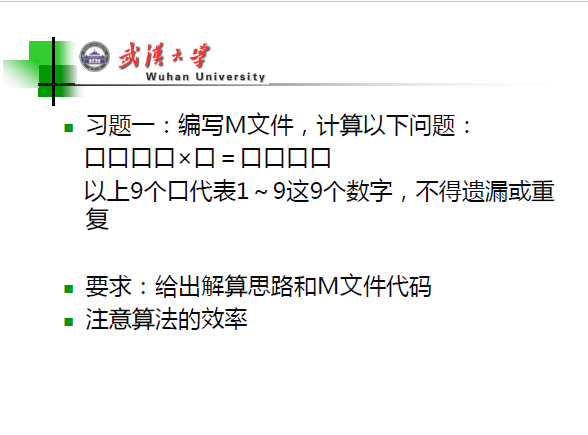 武汉大学
Wuhan University
习题一：编写M文件，计算以下问题：
口口口口×口＝口口口口
以上9个口代表1～9这9个数字，不得遗漏或重
复
要求：给出解算思路和M文件代码
注意算法的效率